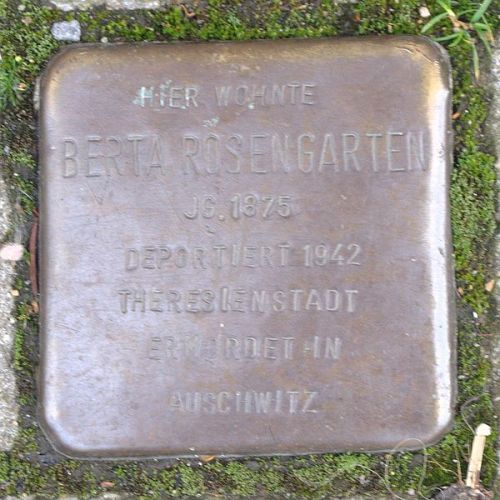 HIER WOHNTE
BERTA ROSENGARTEN
JG. 1875
DEPORTIERT 1942
THERESIENSTADT
ERMORDET IN
AUSCHWITZ